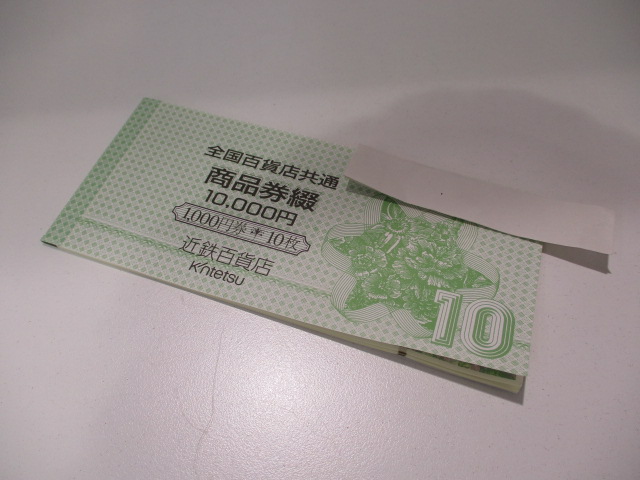 全国百貨店共通
商品券綴
10,000円
1,000円券＊10枚
近鉄百貨店
Kintetsu
10